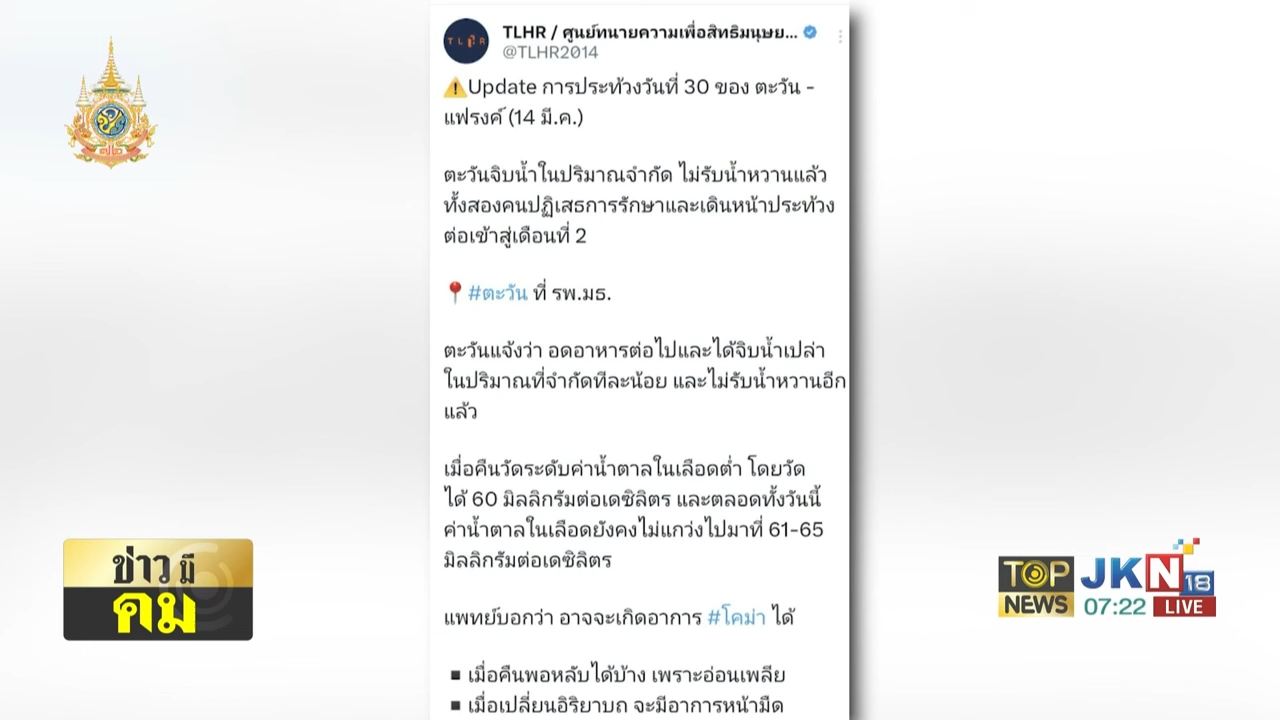 TLHR / ศูนย์ทนายความเพื่อสิทธิมนุษย...
@TLHR2014
⚠️Update การประท้วงวันที่ 30 ของ ตะวัน -
แฟรงค์ (14 มี.ค.)
ตะวันจิบน้ำในปริมาณจำกัด ไม่รับน้ำหวานแล้ว
ทั้งสองคนปฏิเสธการรักษาและเดินหน้าประท้วง
ต่อเข้าสู่เดือนที่ 2
📍#ตะวัน ที่ รพ.มธ.
ตะวันแจ้งว่า อดอาหารต่อไปและได้จิบน้ำเปล่า
ในปริมาณที่จำกัดทีละน้อย และไม่รับน้ำหวานอีก
แล้ว
เมื่อคืนวัดระดับค่าน้ำตาลในเลือดต่ำ โดยวัด
ได้ 60 มิลลิกรัมต่อเดซิลิตร และตลอดทั้งวันนี้
ค่าน้ำตาลในเลือดยังคงไม่แกว่งไปมาที่ 61-65
มิลลิกรัมต่อเดซิลิตร
แพทย์บอกว่า อาจจะเกิดอาการ #โคม่า ได้
▪️เมื่อคืนพอหลับได้บ้าง เพราะอ่อนเพลีย
▪️เมื่อเปลี่ยนอิริยาบถ จะมีอาการหน้ามืด
TLHR
๗๒
ข่าวมี
คม
TOP
NEWS
JKN
18
07:22
LIVE